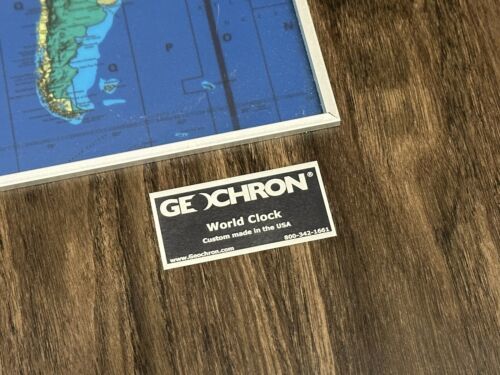 Q
P
O
Q
GEOCHRON®
World Clock
Custom made in the USA
800-342-1661
www.Geochron.com